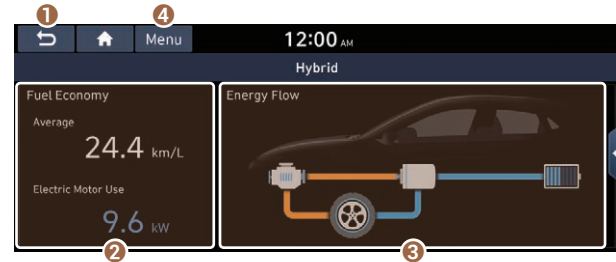 1
4
Menu
12:00 AM
Hybrid
Fuel Economy
Average
24.4 km/L
Electric Motor Use
9.6 kW
Energy Flow
2
3